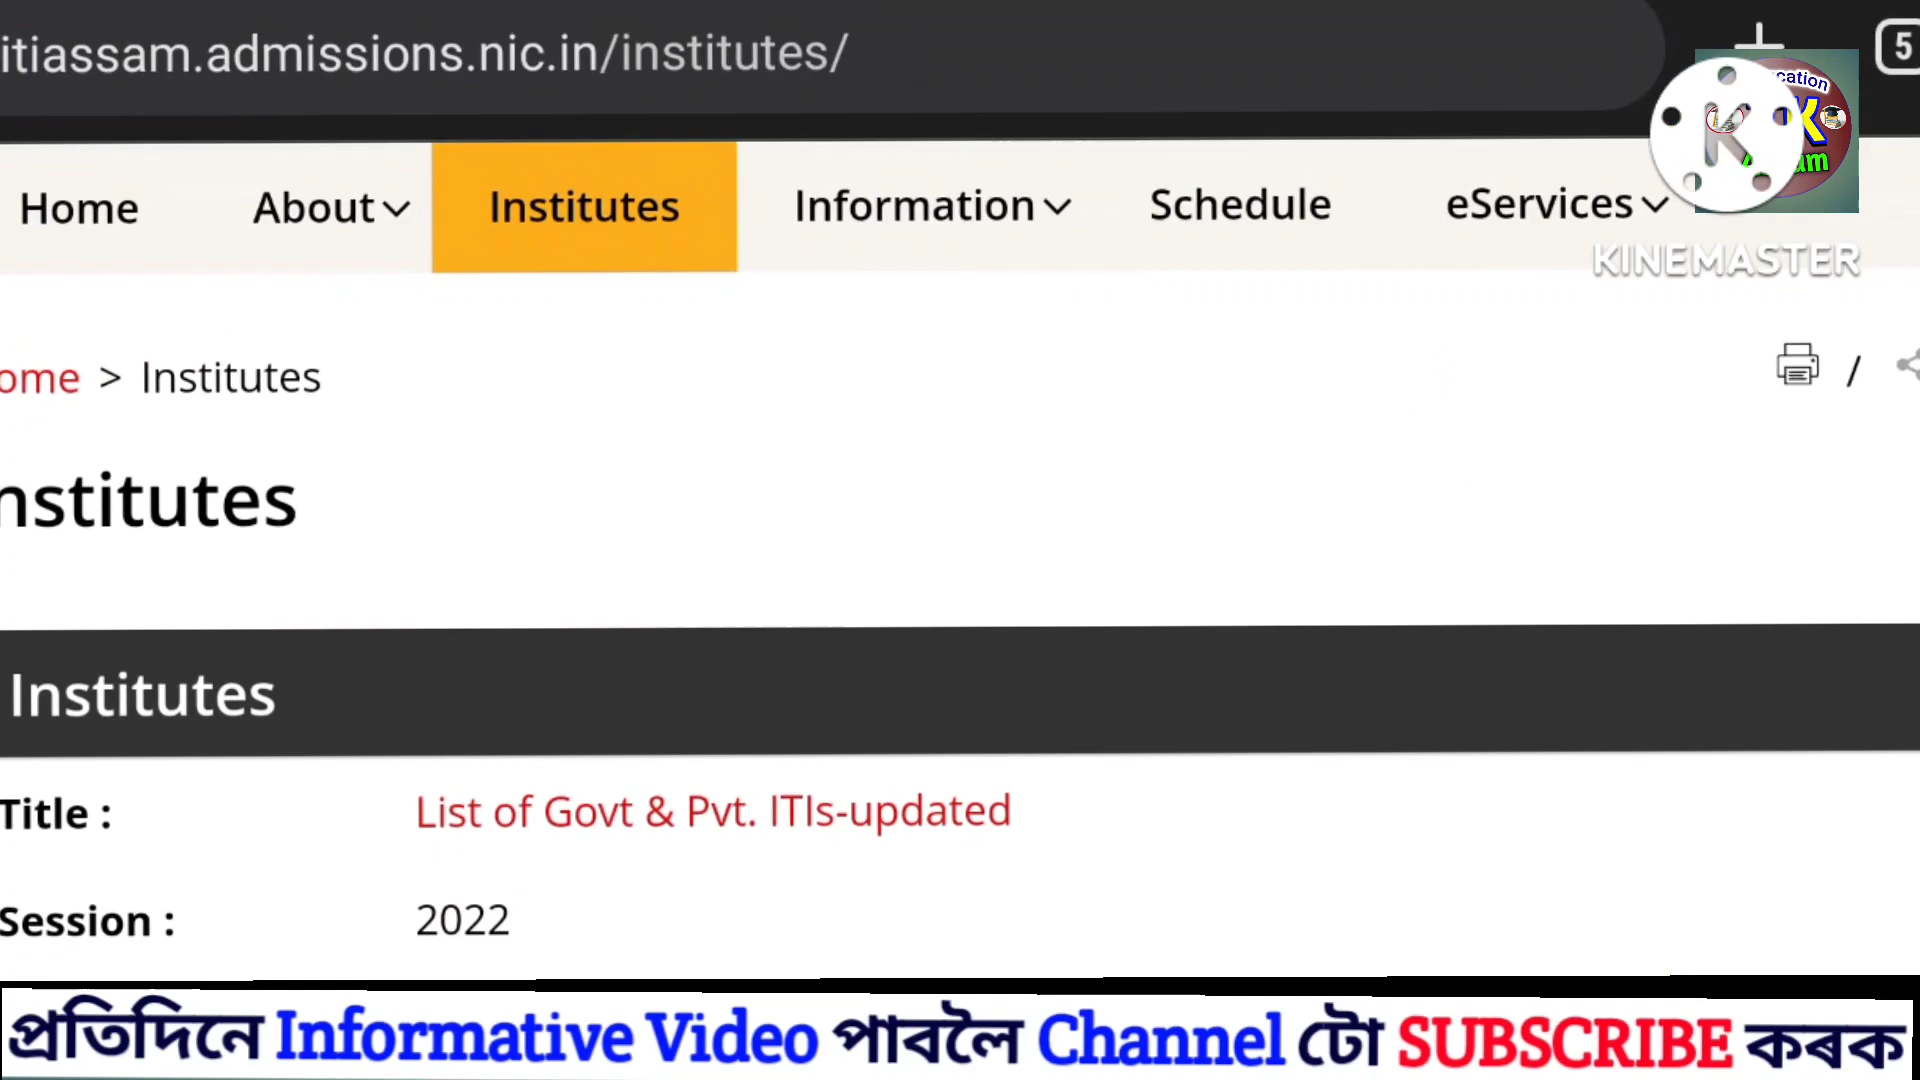 itiassam.admissions.nic.in/institutes/
5
cation
K
KINEMASTER
Home About Institutes Information Schedule eServices
ome > Institutes
/
nstitutes
Institutes
Title : List of Govt & Pvt. ITIs-updated
Session : 2022
প্ৰতিদিনে Informative Video পাবলৈ Channel টো SUBSCRIBE কৰক